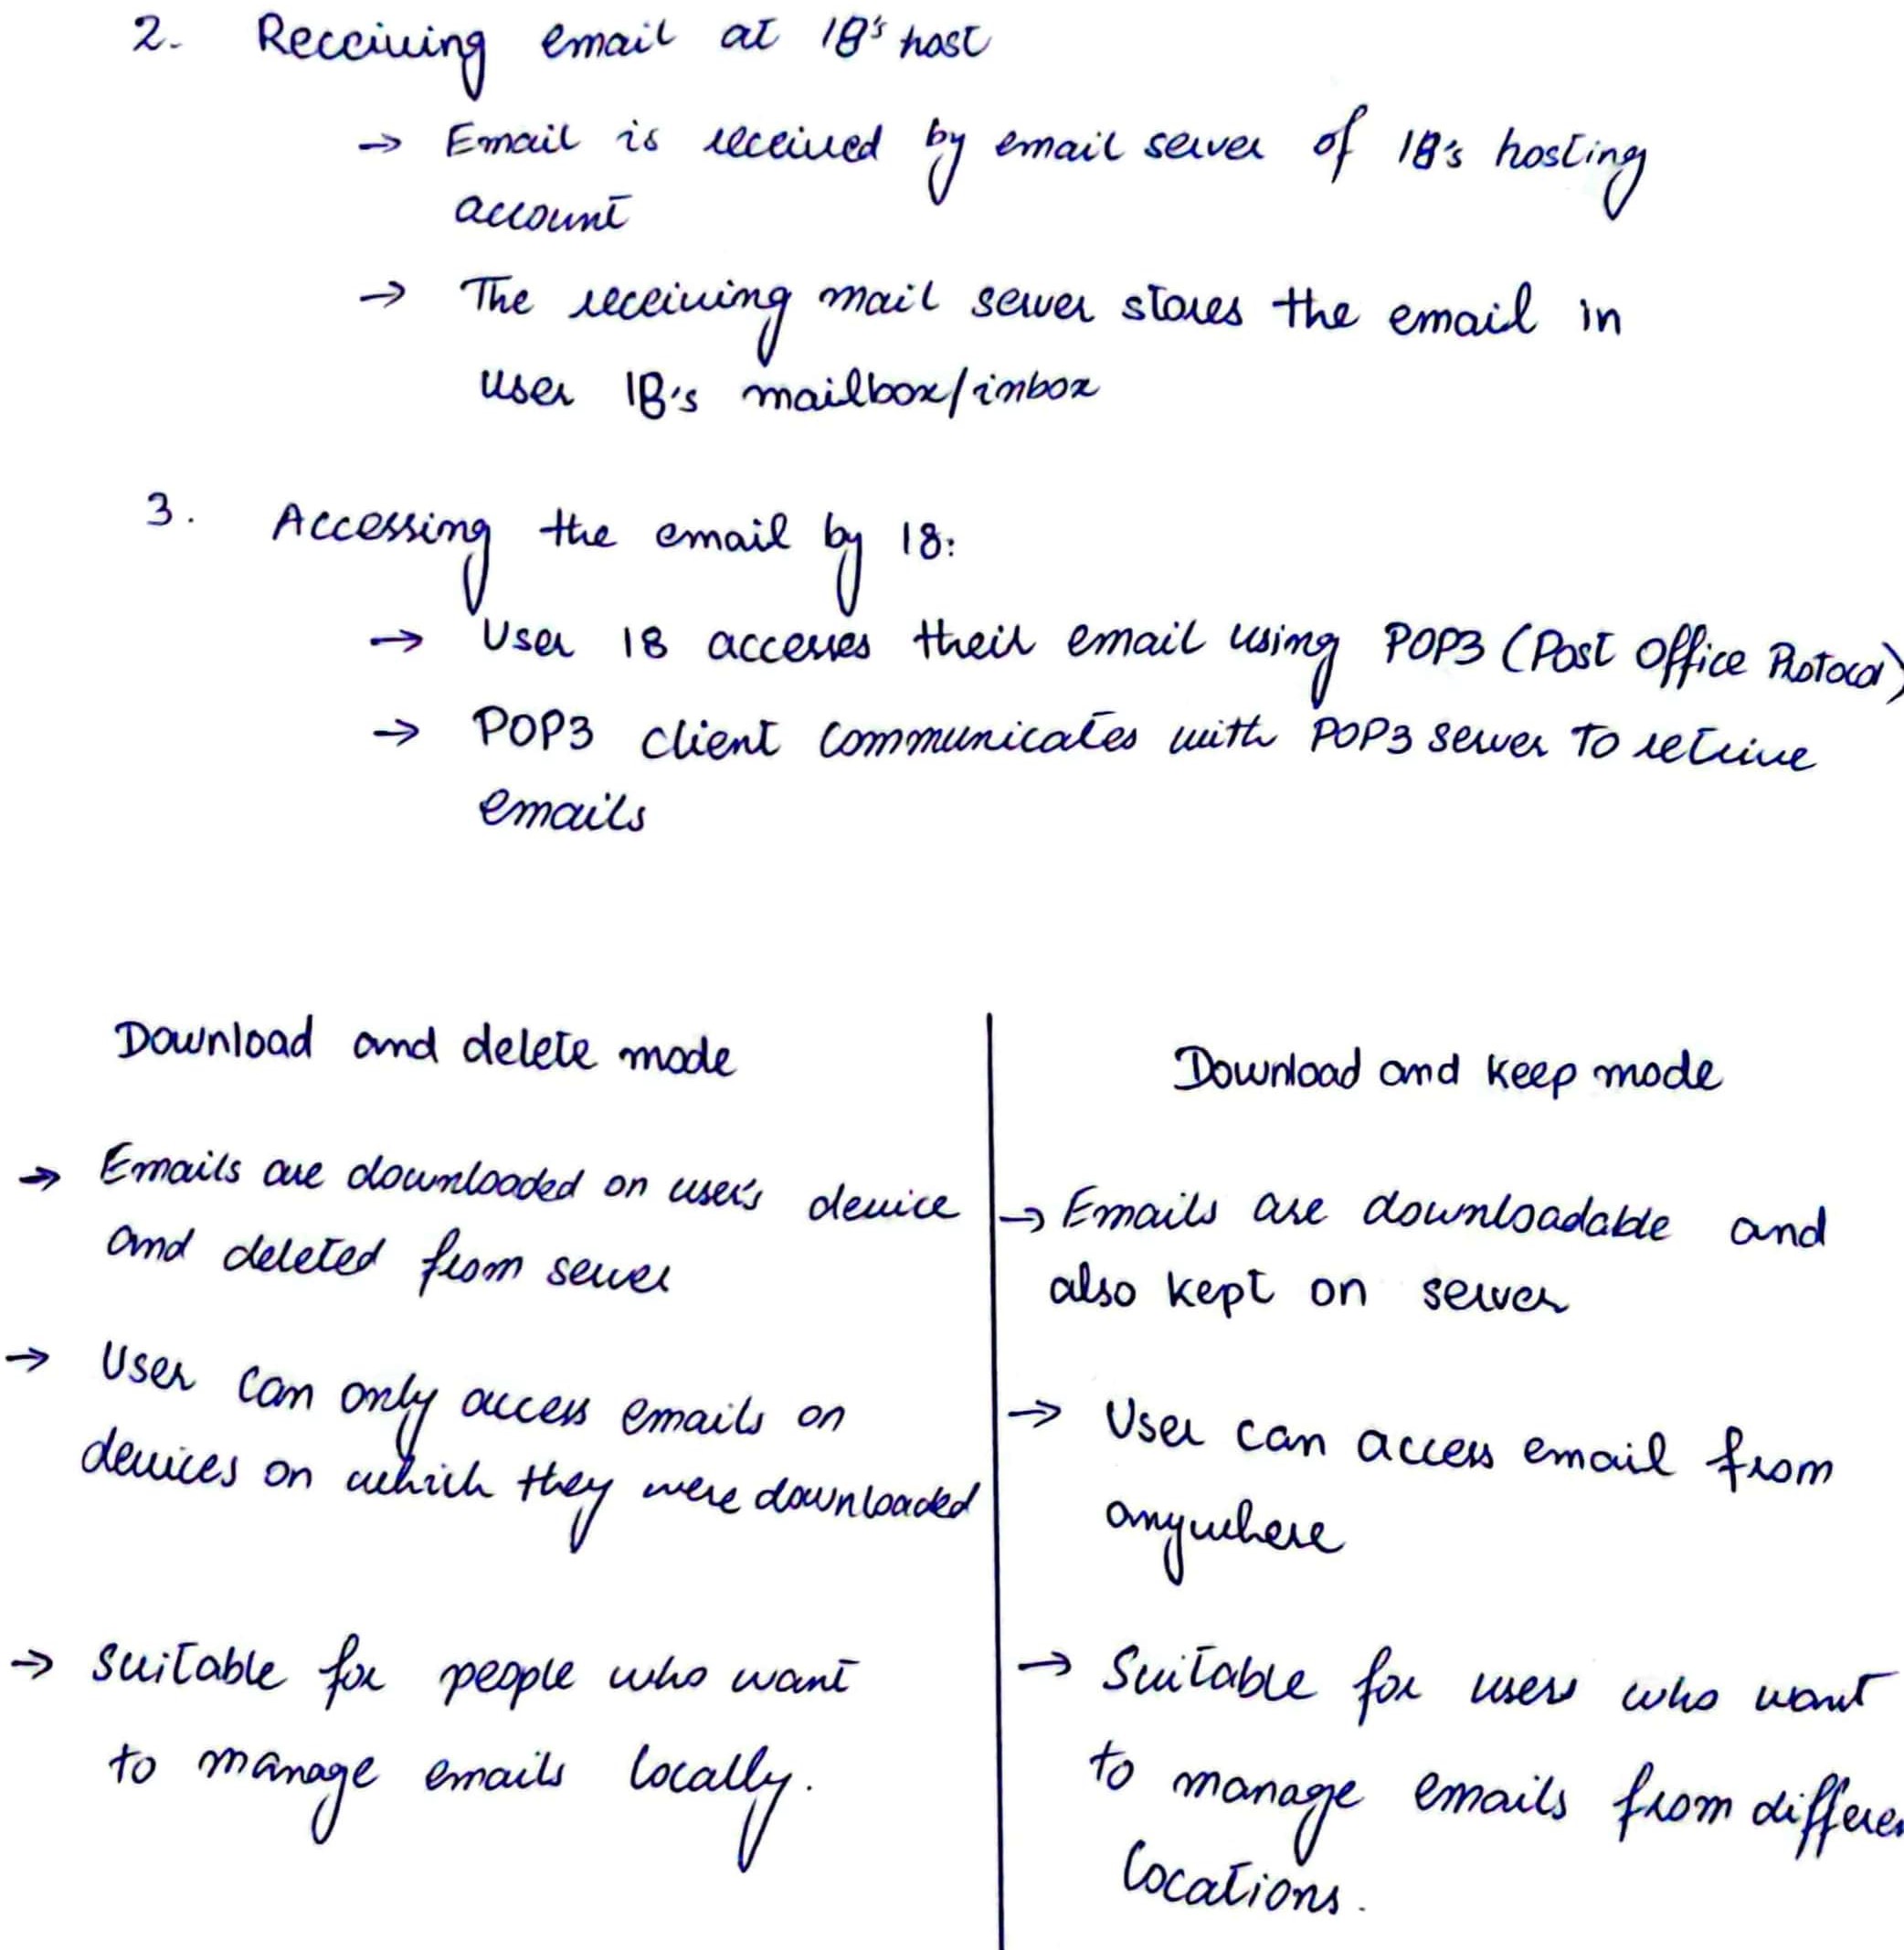 2. Receiving email at 1B's host
→ Email is received by email server of 1B's hosting
account
→ The receiving mail server stores the email in
user 1B's mailbox/inbox
3. Accessing the email by 1B:
→ User 1B accesses their email using POP3 (Post Office Protocol)
→ POP3 client communicates with POP3 server to retrive
emails
Download and delete mode
→ Emails are downloaded on user's device
and deleted from server
→ User can only access emails on
devices on which they were downloaded
→ Suitable for people who want
to manage emails locally.
Download and keep mode
→ Emails are downloadable and
also kept on server
→ User can access email from
anywhere
→ Suitable for users who want
to manage emails from differen
locations.